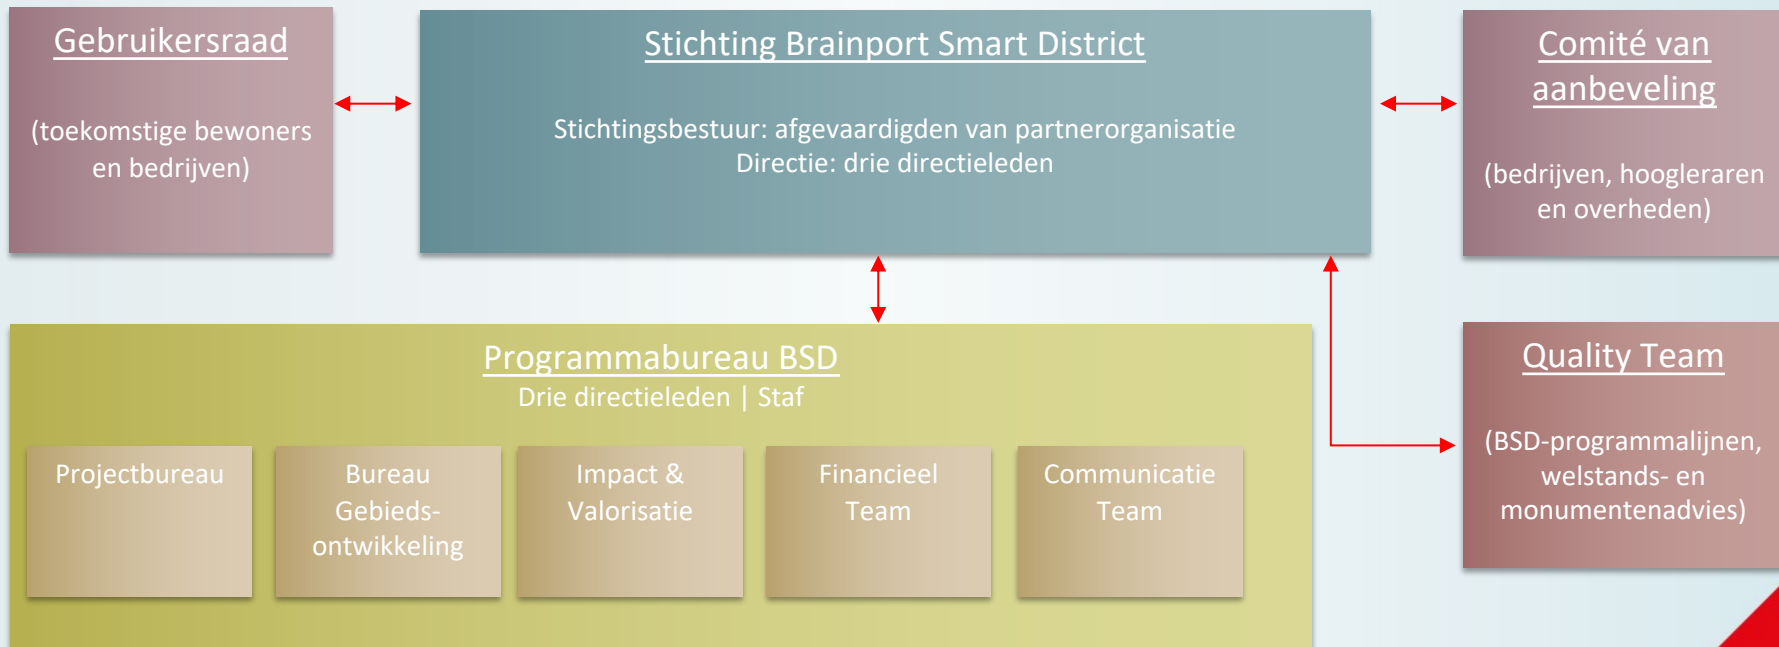 Gebruikersraad
(toekomstige bewoners
en bedrijven)
Stichting Brainport Smart District
Stichtingsbestuur: afgevaardigden van partnerorganisatie
Directie: drie directieleden
Comité van
aanbeveling
(bedrijven, hoogleraren
en overheden)
Programmabureau BSD
Drie directieleden | Staf
Projectbureau
Bureau
Gebieds-
ontwikkeling
Impact &
Valorisatie
Financieel
Team
Communicatie
Team
Quality Team
(BSD-programmalijnen,
welstands- en
monumentenadvies)